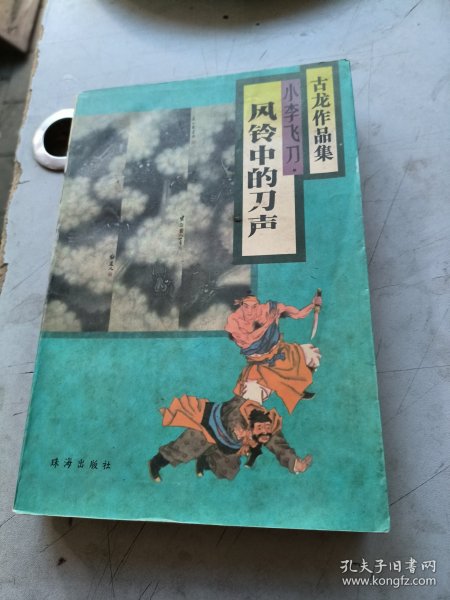 古龙作品集
小李飞刀·
风铃中的刀声
珠海出版社
孔夫子旧书网
www.kongfz.com